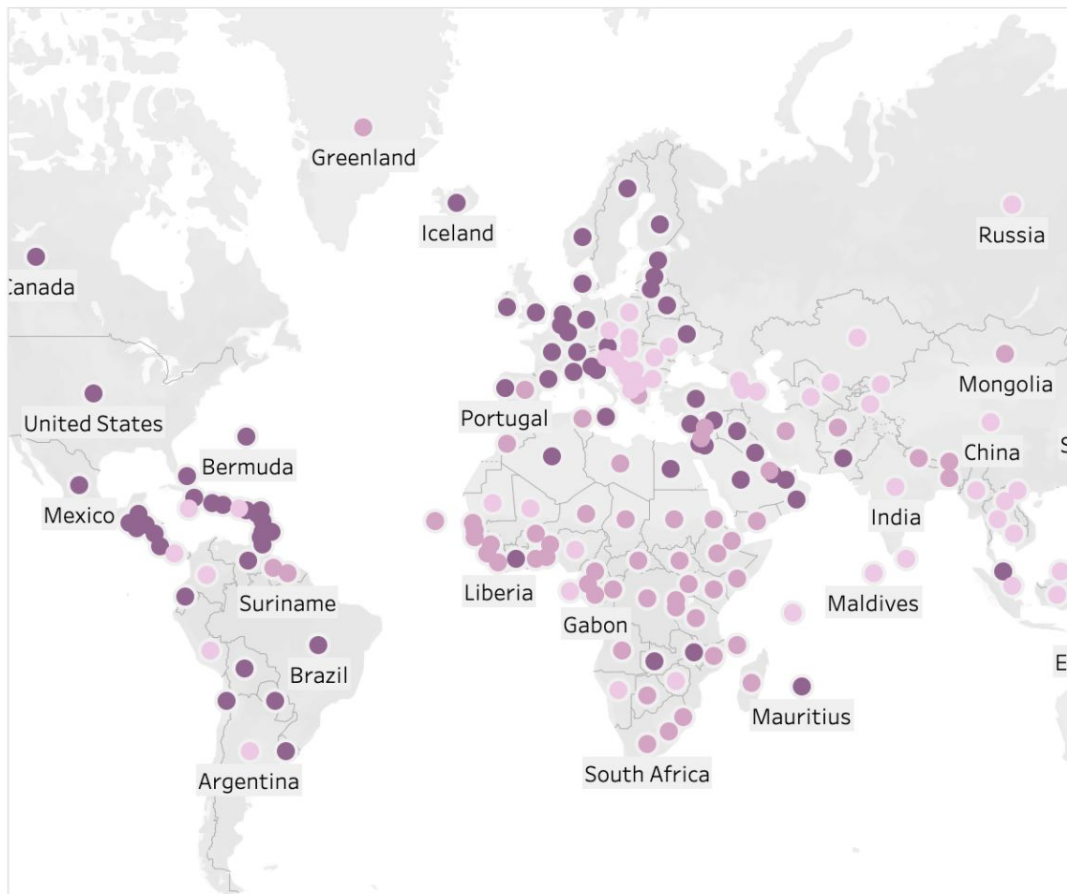 Greenland
Iceland
Russia
Canada
United States
Portugal
Mongolia
China
S
Bermuda
Mexico
India
Liberia
Suriname
Maldives
Gabon
Brazil
E
Mauritius
South Africa
Argentina